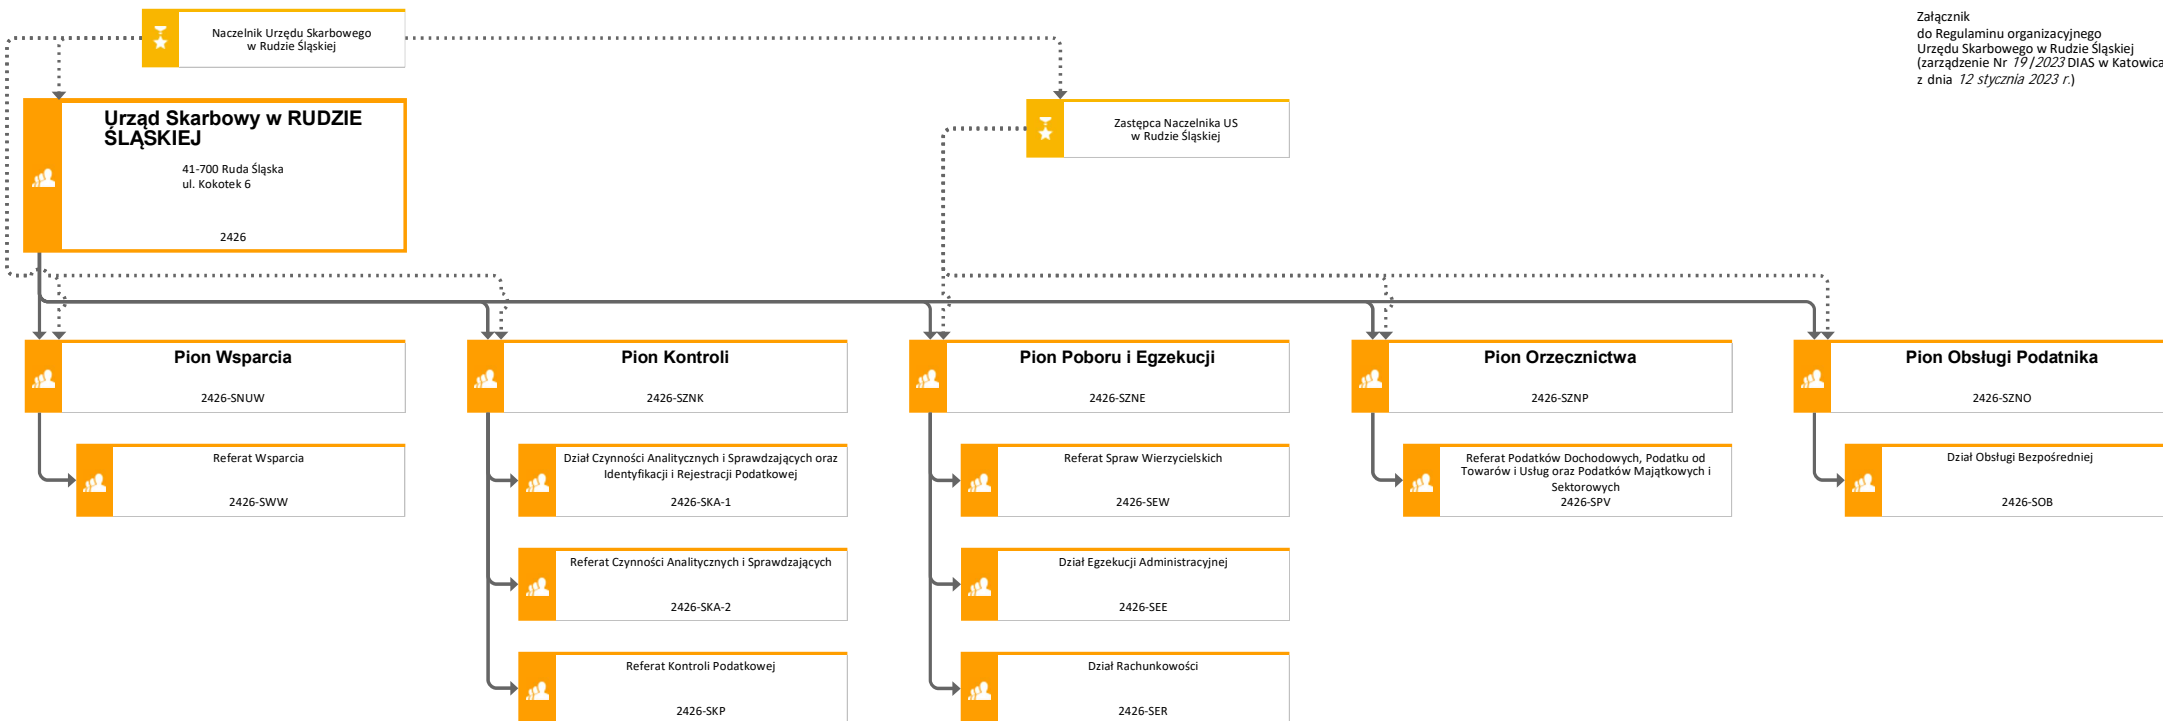 Załącznik
do Regulaminu organizacyjnego
Urzędu Skarbowego w Rudzie Śląskiej
(zarządzenie Nr 19/2023 DIAS w Katowica
z dnia 12 stycznia 2023 r.)
Naczelnik Urzędu Skarbowego
w Rudzie Śląskiej
Urząd Skarbowy w RUDZIE
ŚLĄSKIEJ
41-700 Ruda Śląska
ul. Kokotek 6
2426
Zastępca Naczelnika US
w Rudzie Śląskiej
Pion Wsparcia
2426-SNUW
Referat Wsparcia
2426-SWW
Pion Kontroli
2426-SZNK
Dział Czynności Analitycznych i Sprawdzających oraz
Identyfikacji i Rejestracji Podatkowej
2426-SKA-1
Referat Czynności Analitycznych i Sprawdzających
2426-SKA-2
Referat Kontroli Podatkowej
2426-SKP
Pion Poboru i Egzekucji
2426-SZNE
Referat Spraw Wierzycielskich
2426-SEW
Dział Egzekucji Administracyjnej
2426-SEE
Dział Rachunkowości
2426-SER
Pion Orzecznictwa
2426-SZNP
Referat Podatków Dochodowych, Podatku od
Towarów i Usług oraz Podatków Majątkowych i
Sektorowych
2426-SPV
Pion Obsługi Podatnika
2426-SZNO
Dział Obsługi Bezpośredniej
2426-SOB